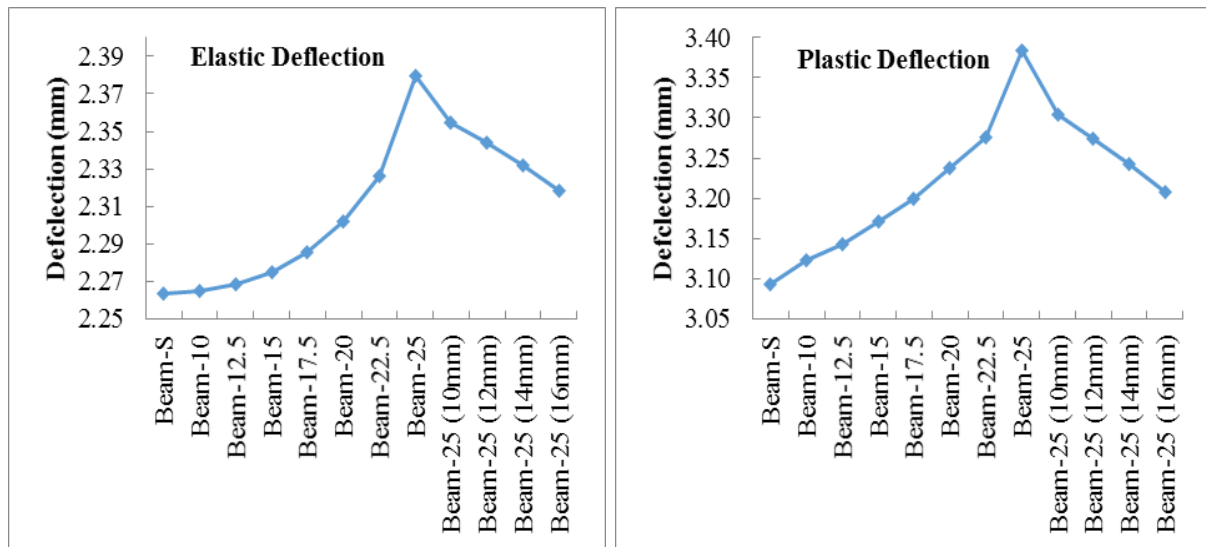 Elastic Deflection
Defclection (mm)
2.39
2.37
2.35
2.33
2.31
2.29
2.27
2.25
Beam-S
Beam-10
Beam-12.5
Beam-15
Beam-17.5
Beam-20
Beam-22.5
Beam-25
Beam-25 (10mm)
Beam-25 (12mm)
Beam-25 (14mm)
Beam-25 (16mm)
Plastic Deflection
Defclection (mm)
3.40
3.35
3.30
3.25
3.20
3.15
3.10
3.05
Beam-S
Beam-10
Beam-12.5
Beam-15
Beam-17.5
Beam-20
Beam-22.5
Beam-25
Beam-25 (10mm)
Beam-25 (12mm)
Beam-25 (14mm)
Beam-25 (16mm)